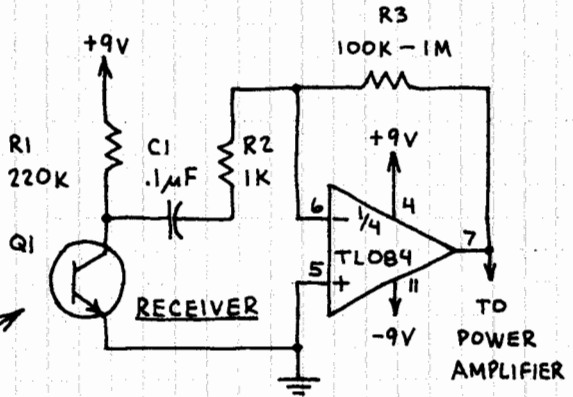 R3
100K - 1M
+9V
R1
220K
C1
.1µF
R2
1K
+9V
6
-
1/4
4
TL084
7
5
+
11
-9V
Q1
RECEIVER
TO
POWER
AMPLIFIER